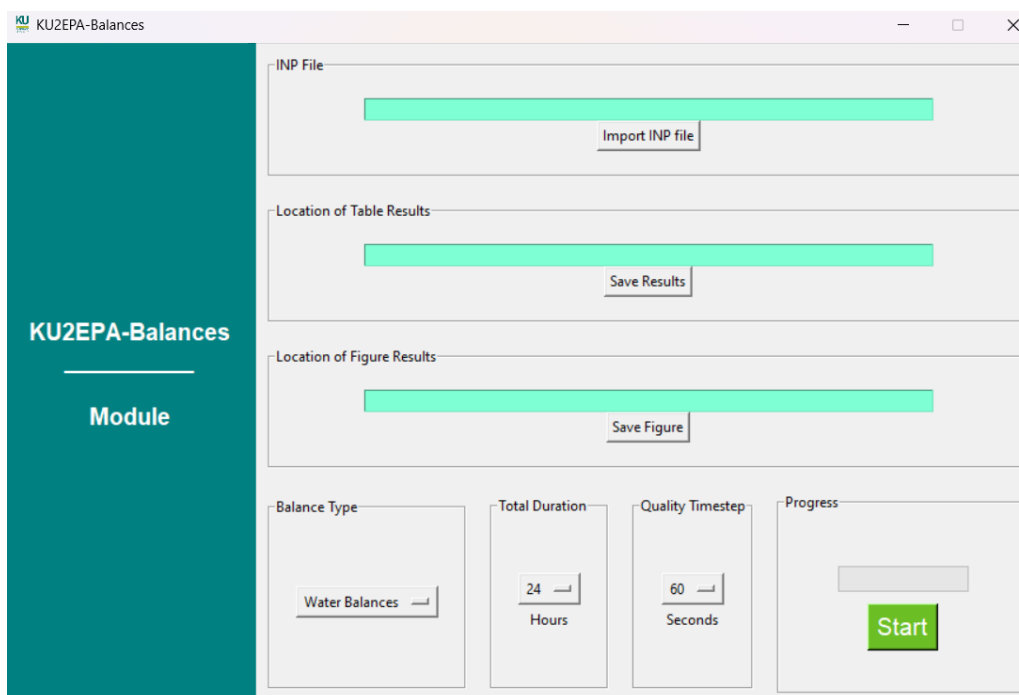 KU KU2EPA-Balances
INP File
Import INP file
Location of Table Results
Save Results
KU2EPA-Balances
Location of Figure Results
Module
Save Figure
Balance Type
Total Duration
Quality Timestep
Progress
Water Balances
24
60
Hours
Seconds
Start